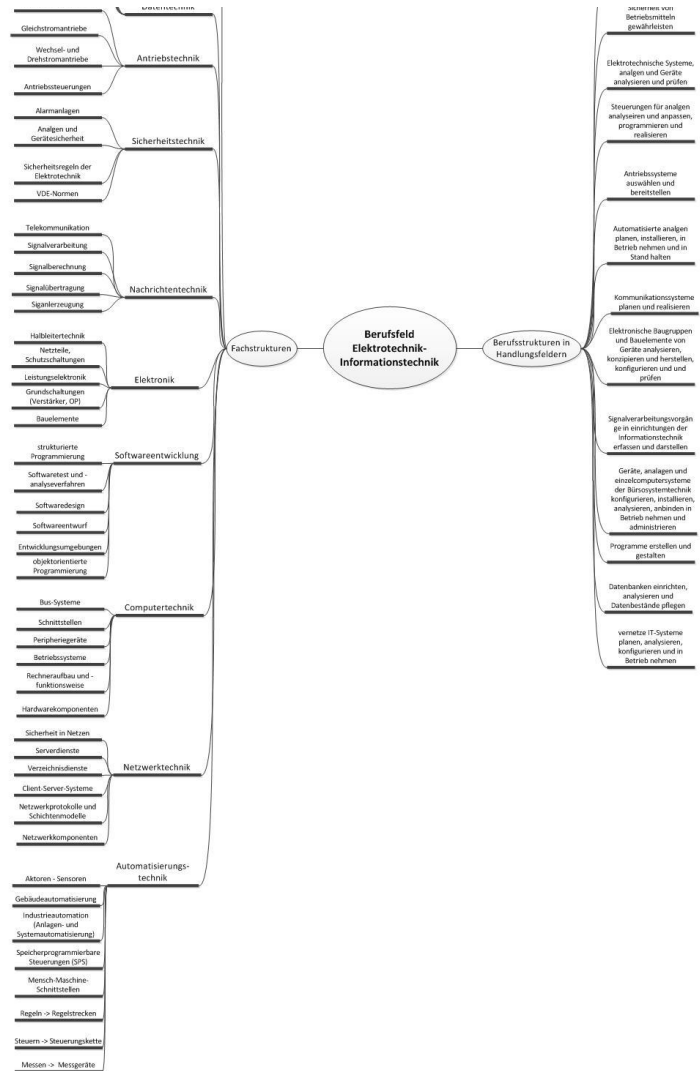 Datentechnik
Gleichstromantriebe
Wechsel- und
Drehstromantriebe
Antriebssteuerungen
Antriebstechnik
Alarmanlagen
Analgen und
Gerätesicherheit
Sicherheitsregeln der
Elektrotechnik
VDE-Normen
Sicherheitstechnik
Telekommunikation
Signalverarbeitung
Signalberechnung
Signalübertragung
Siganlerzeugung
Nachrichtentechnik
Halbleitertechnik
Netzteile,
Schutzschaltungen
Leistungselektronik
Grundschaltungen
(Verstärker, OP)
Bauelemente
Elektronik
strukturierte
Programmierung
Softwaretest und -
analyseverfahren
Softwaredesign
Softwareentwurf
Entwicklungsumgebungen
objektorientierte
Programmierung
Softwareentwicklung
Bus-Systeme
Schnittstellen
Peripheriegeräte
Betriebssysteme
Rechneraufbau und -
funktionsweise
Hardwarekomponenten
Computertechnik
Sicherheit in Netzen
Serverdienste
Verzeichnisdienste
Client-Server-Systeme
Netzwerkprotokolle und
Schichtenmodelle
Netzwerkkomponenten
Netzwerktechnik
Automatisierungs-
technik
Aktoren - Sensoren
Gebäudeautomatisierung
Industrieautomation
(Anlagen- und
Systemautomatisierung)
Speicherprogrammierbare
Steuerungen (SPS)
Mensch-Maschine-
Schnittstellen
Regeln -> Regelstrecken
Steuern -> Steuerungskette
Messen -> Messgeräte
Fachstrukturen
Berufsfeld
Elektrotechnik-
Informationstechnik
Berufsstrukturen in
Handlungsfeldern
Sicherheit von
Betriebsmitteln
gewährleisten
Elektrotechnische Systeme,
analgen und Geräte
analysieren und prüfen
Steuerungen für analgen
analyseiren und anpassen,
programmieren und
realisieren
Antriebssysteme
auswählen und
bereitstellen
Automatisierte analgen
planen, installieren, in
Betrieb nehmen und in
Stand halten
Kommunikationssysteme
planen und realisieren
Elektronische Baugruppen
und Bauelemente von
Geräte analysieren,
konzipieren und herstellen,
konfigurieren und und
prüfen
Signalverarbeitungsvorgän
ge in einrichtungen der
Informationstechnik
erfassen und darstellen
Geräte, analagen und
einzelcomputersysteme
der Bürsosystemtechnik
konfigurieren, installieren,
analysieren, anbinden in
Betrieb nehmen und
administrieren
Programme erstellen und
gestalten
Datenbanken einrichten,
analysieren und
Datenbestände pflegen
vernetze IT-Systeme
planen, analysieren,
konfigurieren und in
Betrieb nehmen